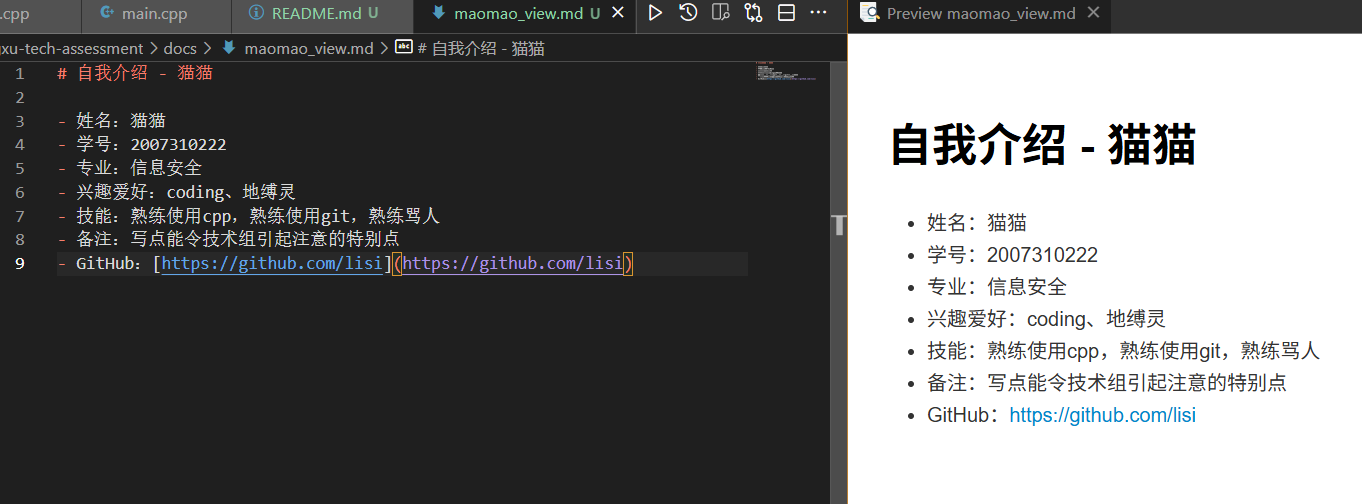 .cpp main.cpp README.md U maomao_view.md U
gxu-tech-assessment > docs > maomao_view.md > # 自我介绍 - 猫猫
1 # 自我介绍 - 猫猫
2
3 - 姓名：猫猫
4 - 学号：2007310222
5 - 专业：信息安全
6 - 兴趣爱好：coding、地缚灵
7 - 技能：熟练使用cpp，熟练使用git，熟练骂人
8 - 备注：写点能令技术组引起注意的特别点
9 - GitHub：[https://github.com/lisi](https://github.com/lisi)
Preview maomao_view.md
自我介绍 - 猫猫
• 姓名：猫猫
• 学号：2007310222
• 专业：信息安全
• 兴趣爱好：coding、地缚灵
• 技能：熟练使用cpp，熟练使用git，熟练骂人
• 备注：写点能令技术组引起注意的特别点
• GitHub：https://github.com/lisi